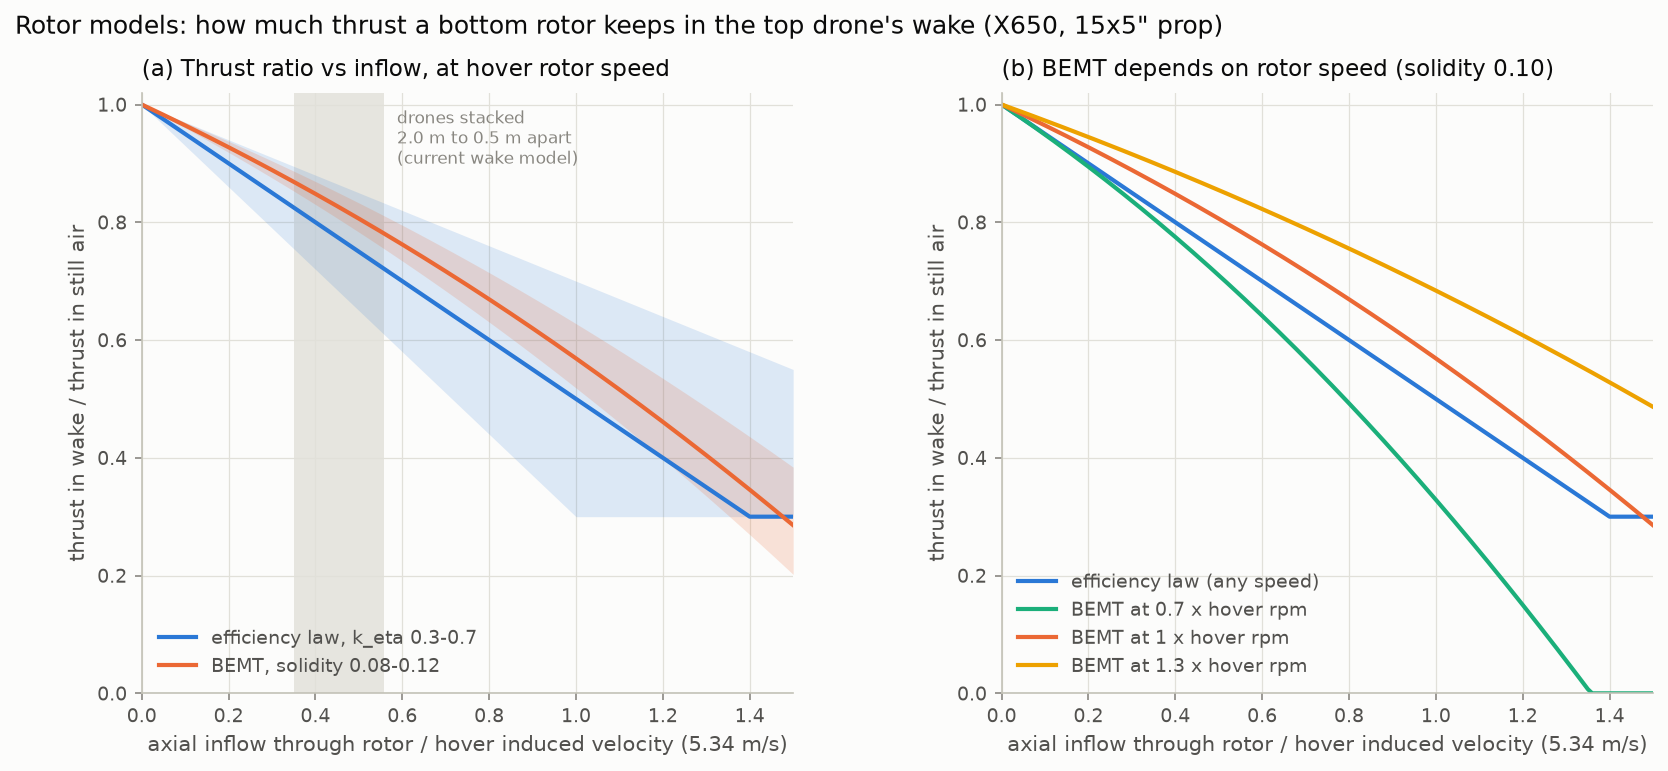 Rotor models: how much thrust a bottom rotor keeps in the top drone's wake (X650, 15x5" prop)
(a) Thrust ratio vs inflow, at hover rotor speed
thrust in wake / thrust in still air
1.0
0.8
0.6
0.4
0.2
0.0
drones stacked
2.0 m to 0.5 m apart
(current wake model)
efficiency law, k_eta 0.3-0.7
BEMT, solidity 0.08-0.12
0.0 0.2 0.4 0.6 0.8 1.0 1.2 1.4
axial inflow through rotor / hover induced velocity (5.34 m/s)
(b) BEMT depends on rotor speed (solidity 0.10)
thrust in wake / thrust in still air
1.0
0.8
0.6
0.4
0.2
0.0
efficiency law (any speed)
BEMT at 0.7 x hover rpm
BEMT at 1 x hover rpm
BEMT at 1.3 x hover rpm
0.0 0.2 0.4 0.6 0.8 1.0 1.2 1.4
axial inflow through rotor / hover induced velocity (5.34 m/s)